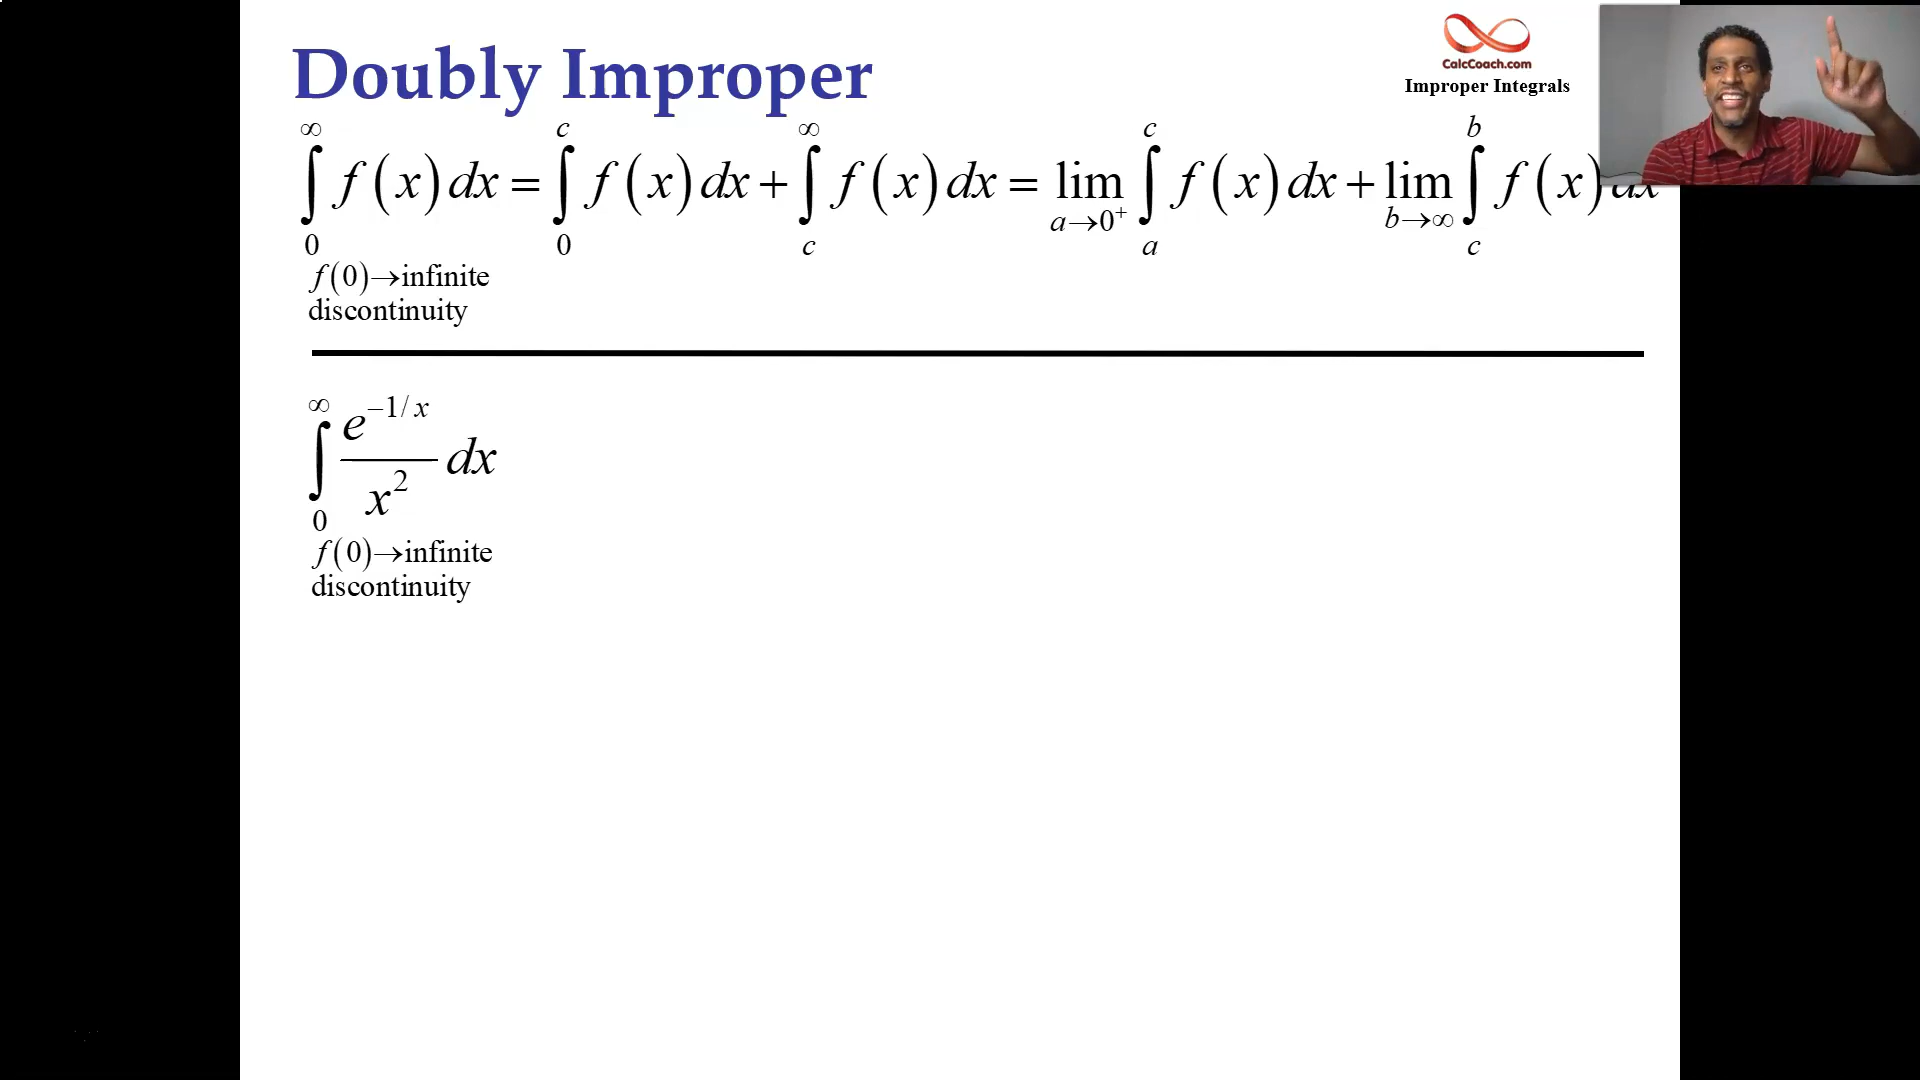 Doubly Improper
CalcCoach.com
Improper Integrals
∫₀^∞ f(x)dx = ∫₀^c f(x)dx + ∫_c^∞ f(x)dx = lim_{a→0⁺} ∫_a^c f(x)dx + lim_{b→∞} ∫_c^b f(x)dx
f(0)→infinite
discontinuity
∫₀^∞ e^{−1/x}/x² dx
f(0)→infinite
discontinuity